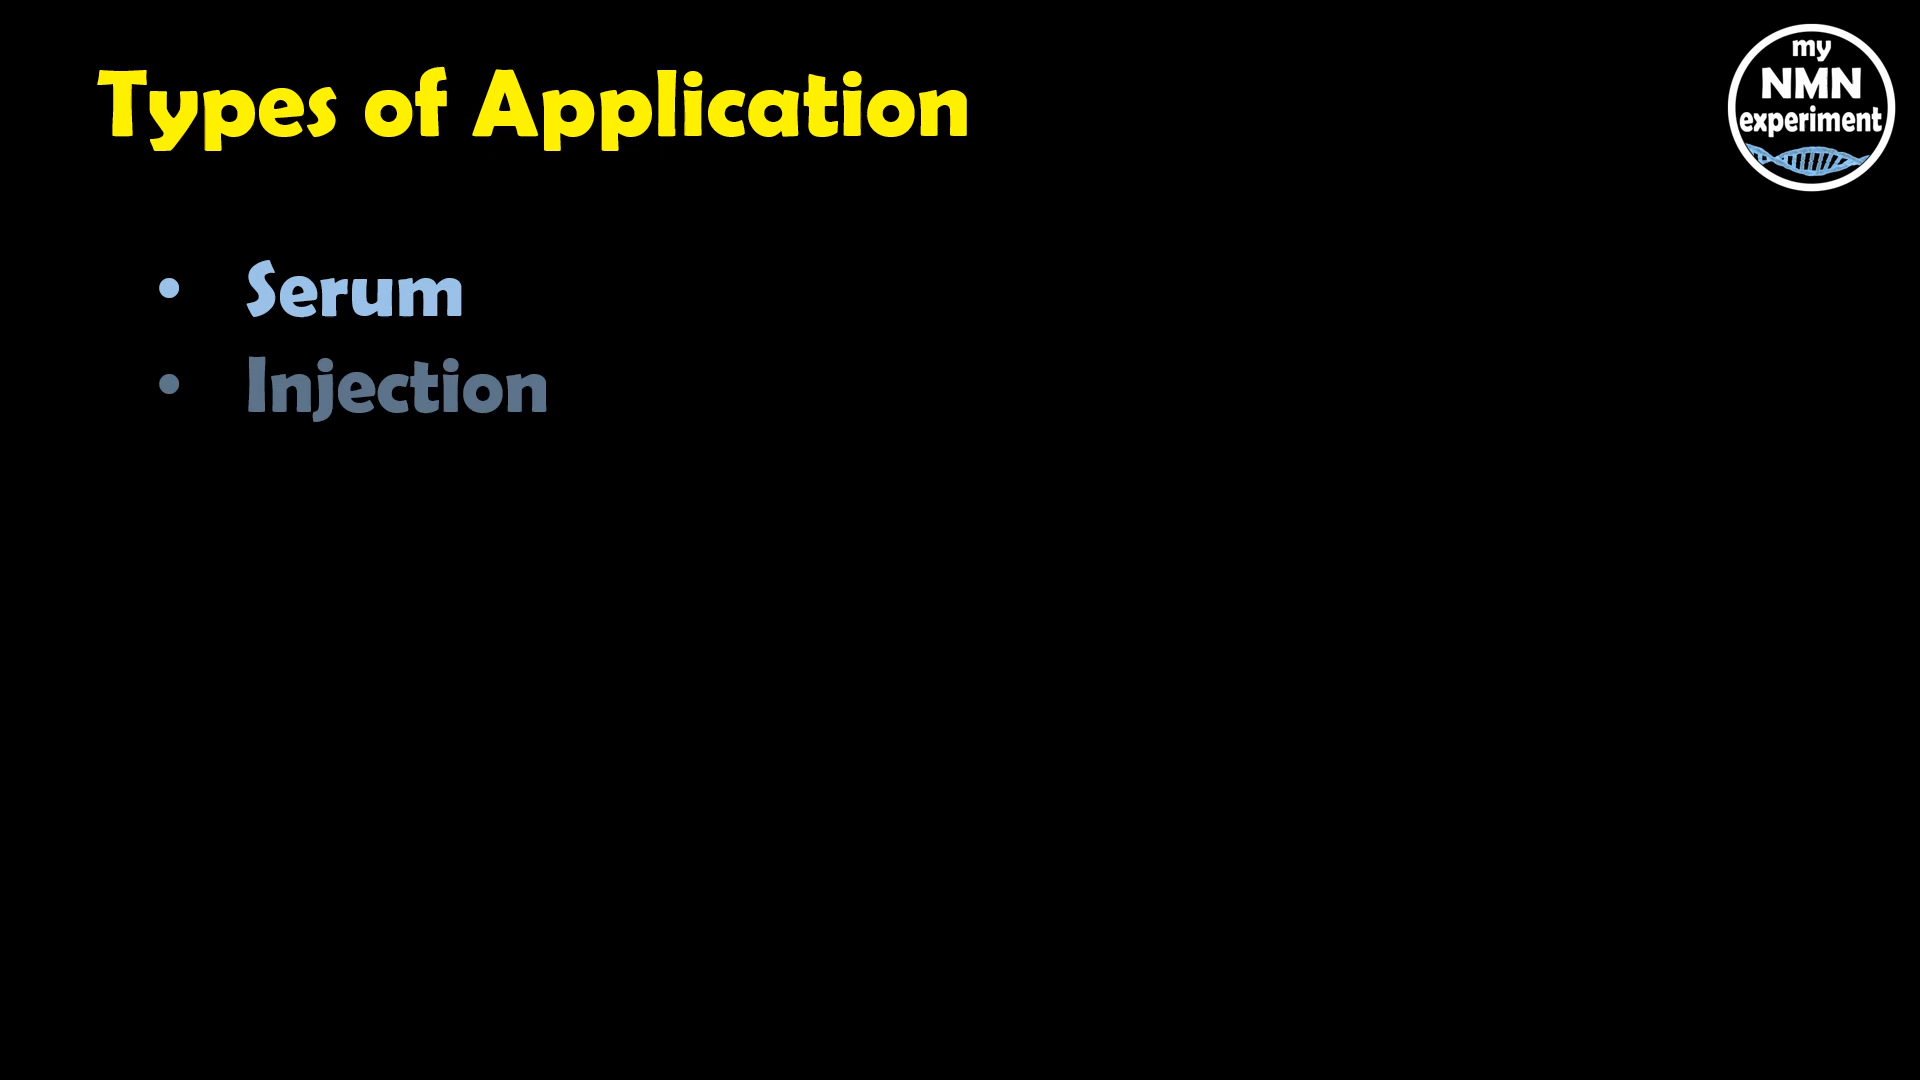 Types of Application
my
NMN
experiment
• Serum
• Injection